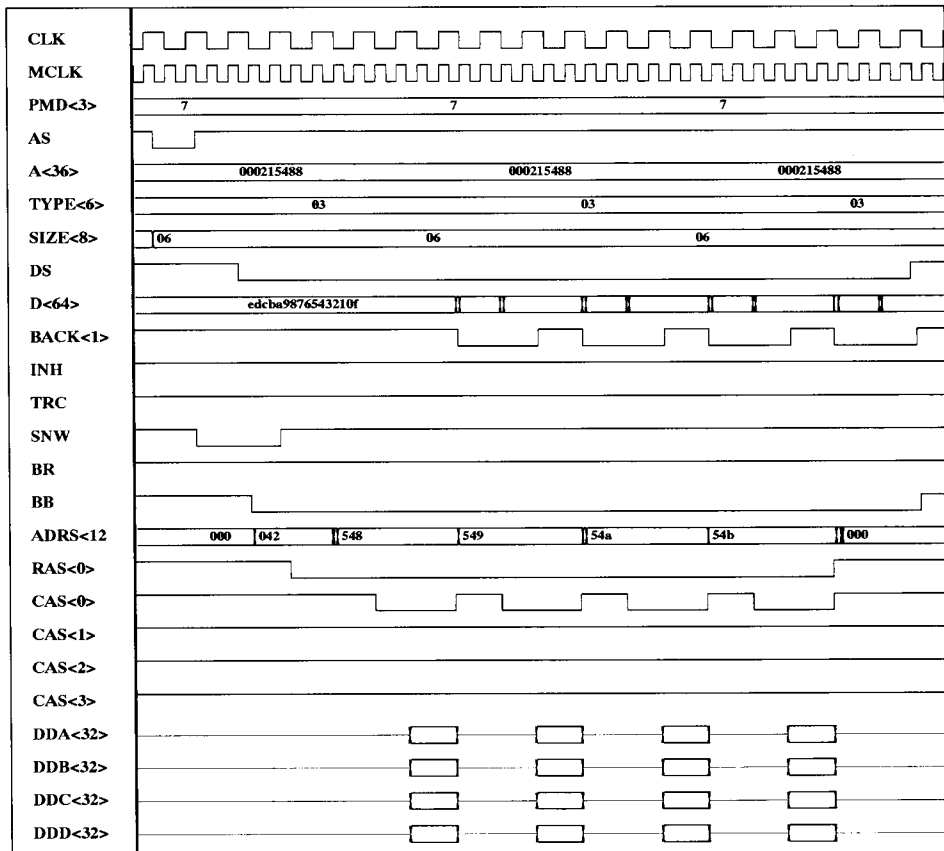 CLK
MCLK
PMD<3> 7 7 7
AS
A<36> 000215488 000215488 000215488
TYPE<6> 03 03 03
SIZE<8> 06 06 06
DS
D<64> edcba9876543210f
BACK<1>
INH
TRC
SNW
BR
BB
ADRS<12 000 042 548 549 54a 54b 000
RAS<0>
CAS<0>
CAS<1>
CAS<2>
CAS<3>
DDA<32>
DDB<32>
DDC<32>
DDD<32>